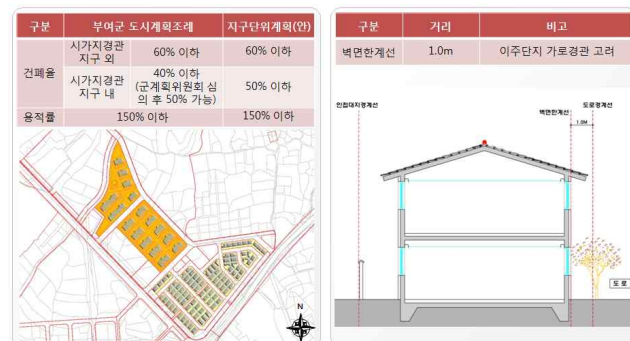 구분 부여군 도시계획조례 지구단위계획(안)
건폐율 시가지경관 지구 외 60% 이하 60% 이하
시가지경관 지구 내 40% 이하
(군계획위원회 심
의 후 50% 가능) 50% 이하
용적률 150% 이하 150% 이하
N
구분 거리 비고
벽면한계선 1.0m 이주단지 가로경관 고려
인접대지경계선
도로경계선
벽면한계선
1.0M
도로